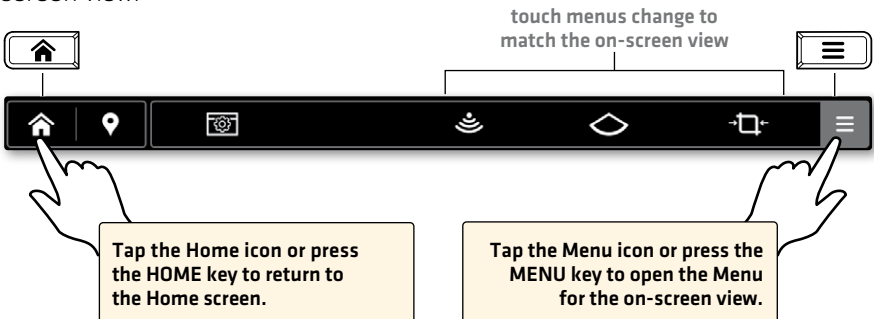 touch menus change to
match the on-screen view
Tap the Home icon or press
the HOME key to return to
the Home screen.
Tap the Menu icon or press the
MENU key to open the Menu
for the on-screen view.